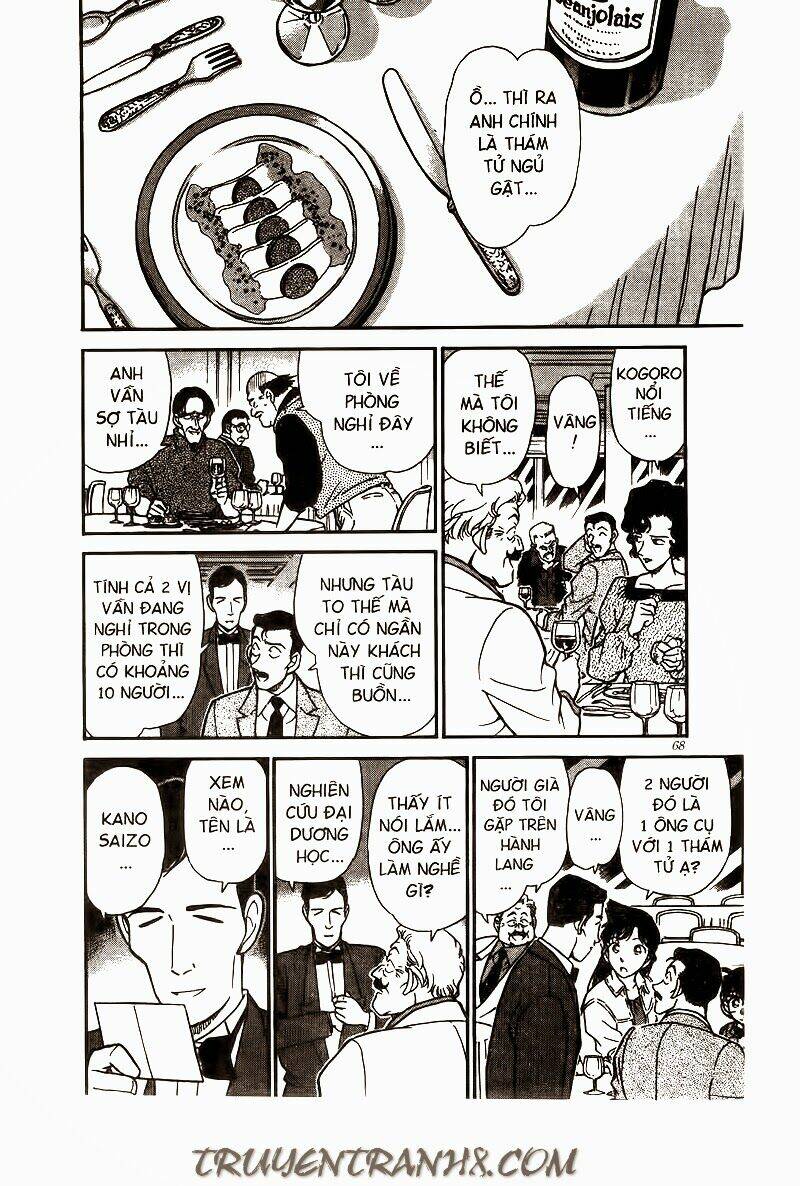 Beaujolais
Ồ... THÌ RA
ANH CHÍNH
LÀ THÁM
TỬ NGỦ
GẬT...
KOGORO
NỔI
TIẾNG
...
VÂNG
!
THẾ
MÀ TÔI
KHÔNG
BIẾT...
TÔI VỀ
PHÒNG
NGHỈ ĐÂY
...
ANH
VẪN
SỢ TÀU
NHỈ...
NHƯNG TÀU
TO THẾ MÀ
CHỈ CÓ NGẦN
NÀY KHÁCH
THÌ CŨNG
BUỒN...
TÍNH CẢ 2 VỊ
VẪN ĐANG
NGHỈ TRONG
PHÒNG THÌ
CÓ KHOẢNG
10 NGƯỜI...
68
2 NGƯỜI
ĐÓ LÀ
1 ÔNG CỤ
VỚI 1 THÁM
TỬ Ạ?
VÂNG
...
NGƯỜI GIÀ
ĐÓ TÔI
GẶP TRÊN
HÀNH
LANG
...
THẤY ÍT
NÓI LẮM...
ÔNG ẤY
LÀM NGHỀ
GÌ?
NGHIÊN
CỨU ĐẠI
DƯƠNG
HỌC...
XEM
NÀO,
TÊN LÀ
...
KANO
SAIZO
...
TRUYENTRANH8.COM